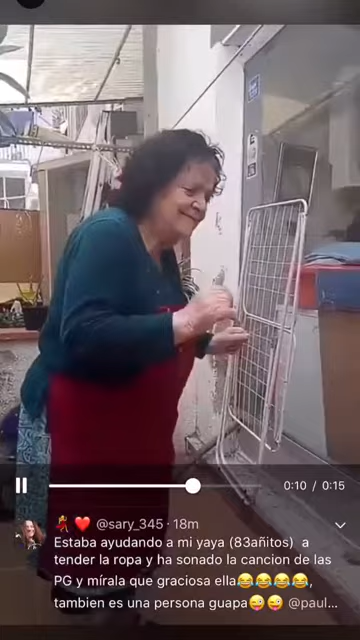 0:10 / 0:15
💃❤️ @sary_345 · 18m
Estaba ayudando a mi yaya (83añitos) a
tender la ropa y ha sonado la cancion de las
PG y mírala que graciosa ella😂😂😂😂,
tambien es una persona guapa😜😜 @paul...